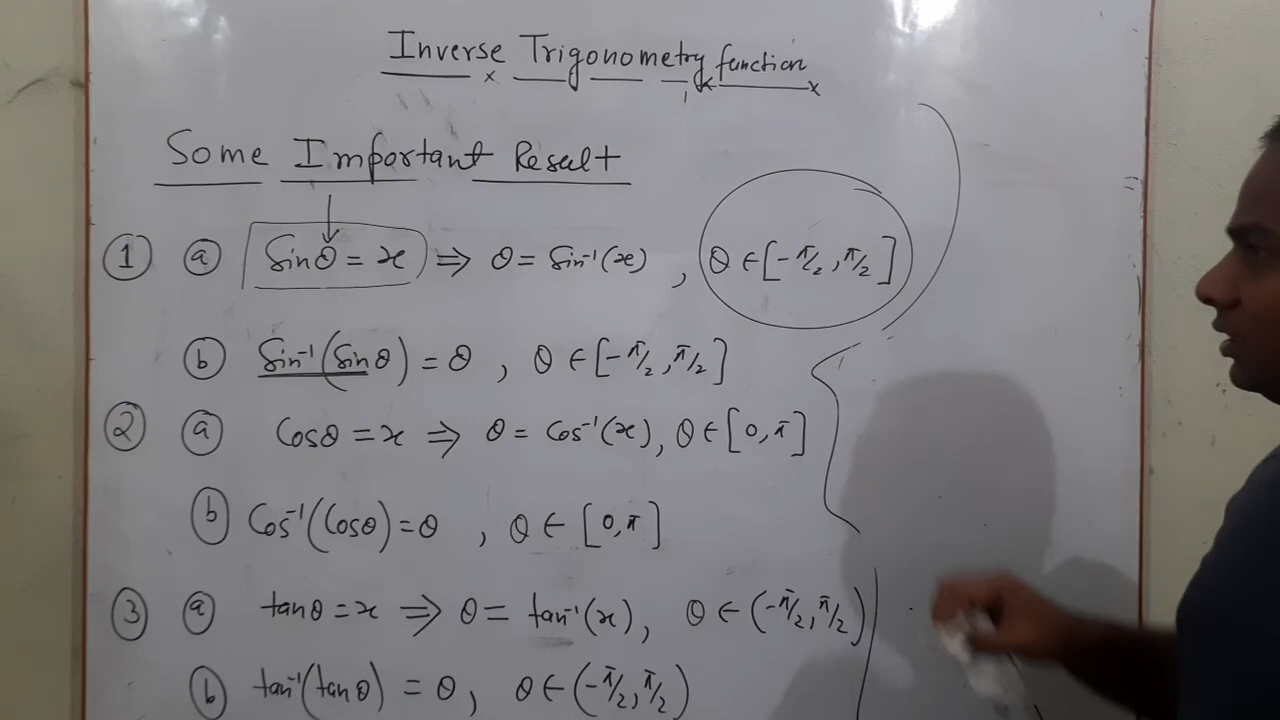 Inverse Trigonometry function
Some Important Result
① ⓐ Sinθ = x ⇒ θ = Sin⁻¹(x) , θ ∈ [-π/2, π/2]
ⓑ Sin⁻¹(Sinθ) = θ , θ ∈ [-π/2, π/2]
② ⓐ Cosθ = x ⇒ θ = Cos⁻¹(x), θ ∈ [0, π]
ⓑ Cos⁻¹(Cosθ) = θ , θ ∈ [0, π]
③ ⓐ tanθ = x ⇒ θ = tan⁻¹(x), θ ∈ (-π/2, π/2)
ⓑ tan⁻¹(tanθ) = θ, θ ∈ (-π/2, π/2)